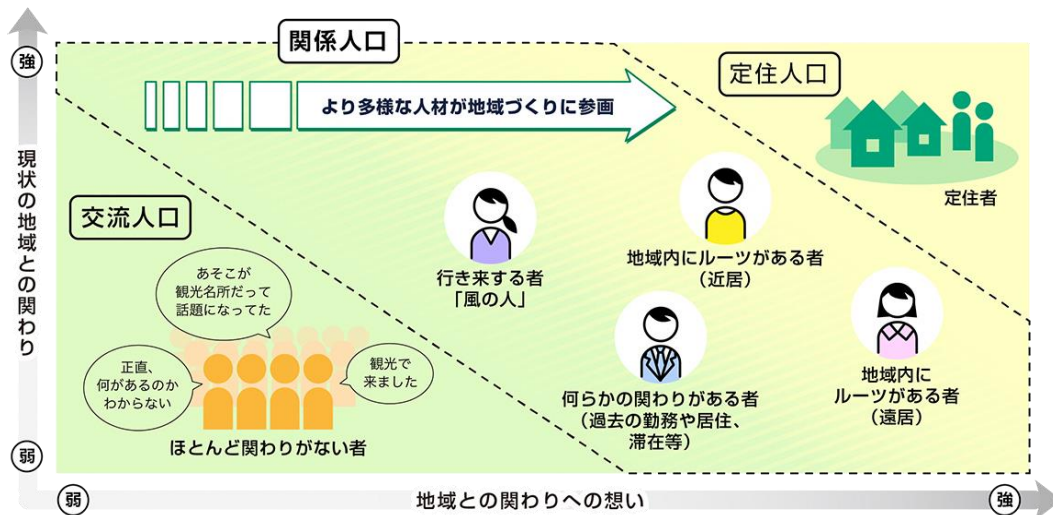 強
関係人口
定住人口
より多様な人材が地域づくりに参画
定住者
現状の地域との関わり
交流人口
あそこが
観光名所だって
話題になってた
正直、
何があるのか
わからない
観光で
来ました
ほとんど関わりがない者
行き来する者
「風の人」
地域内にルーツがある者
（近居）
何らかの関わりがある者
（過去の勤務や居住、
滞在等）
地域内に
ルーツがある者
（遠居）
弱
弱
地域との関わりへの想い
強